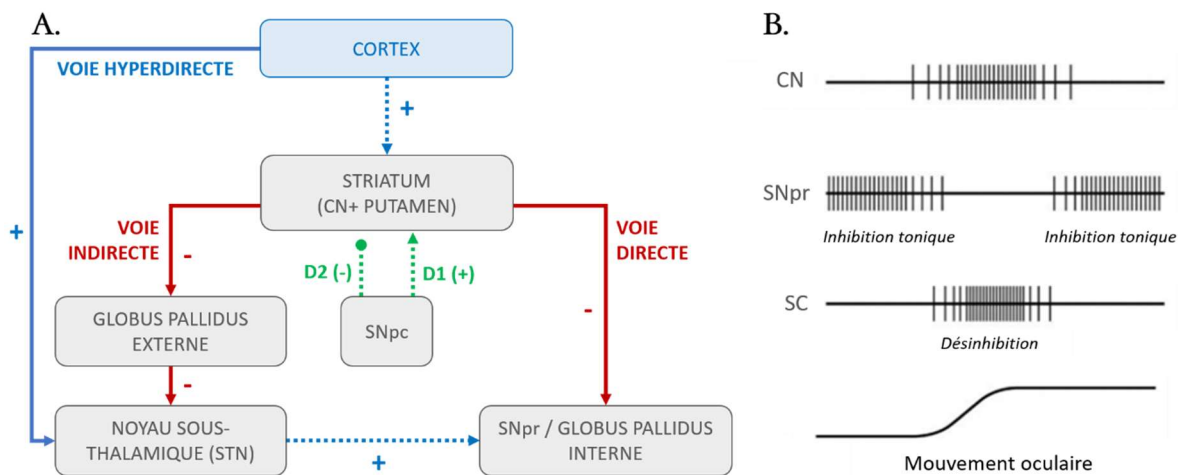 A.
CORTEX
VOIE HYPERDIRECTE
+
+
STRIATUM
(CN+ PUTAMEN)
VOIE
INDIRECTE
-
VOIE
DIRECTE
-
D2 (-)
D1 (+)
+
GLOBUS PALLIDUS
EXTERNE
SNpc
-
NOYAU SOUS-
THALAMIQUE (STN)
+
SNpr / GLOBUS PALLIDUS
INTERNE
B.
CN
SNpr
Inhibition tonique
Inhibition tonique
SC
Désinhibition
Mouvement oculaire